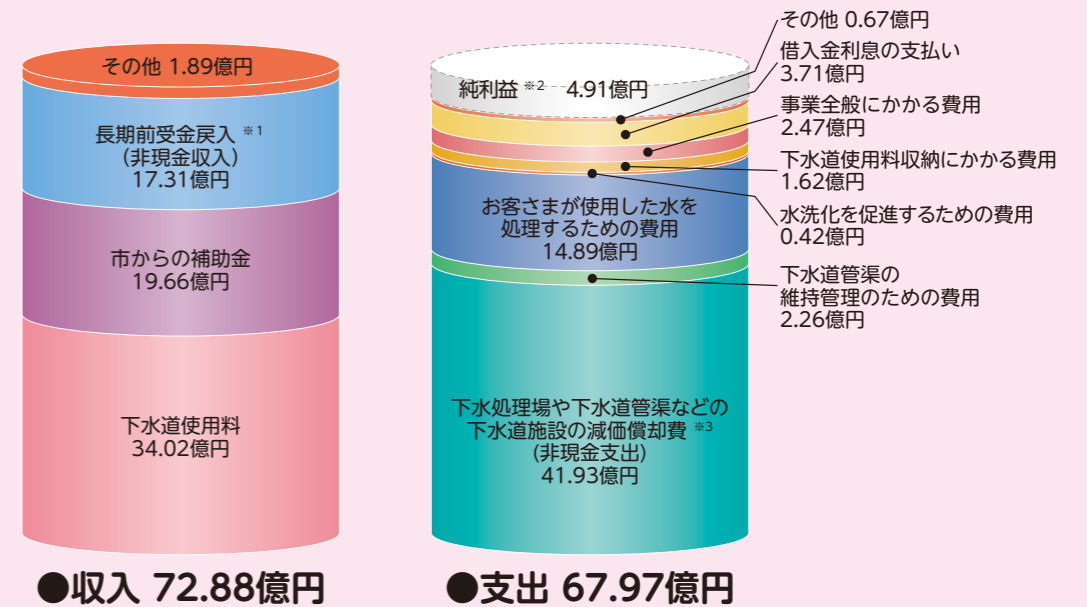 その他 1.89億円
長期前受金戻入 ※1
(非現金収入)
17.31億円
市からの補助金
19.66億円
下水道使用料
34.02億円
●収入 72.88億円
純利益 ※2 4.91億円
お客さまが使用した水を
処理するための費用
14.89億円
下水処理場や下水道管渠などの
下水道施設の減価償却費 ※3
(非現金支出)
41.93億円
●支出 67.97億円
その他 0.67億円
借入金利息の支払い
3.71億円
事業全般にかかる費用
2.47億円
下水道使用料収納にかかる費用
1.62億円
水洗化を促進するための費用
0.42億円
下水道管渠の
維持管理のための費用
2.26億円